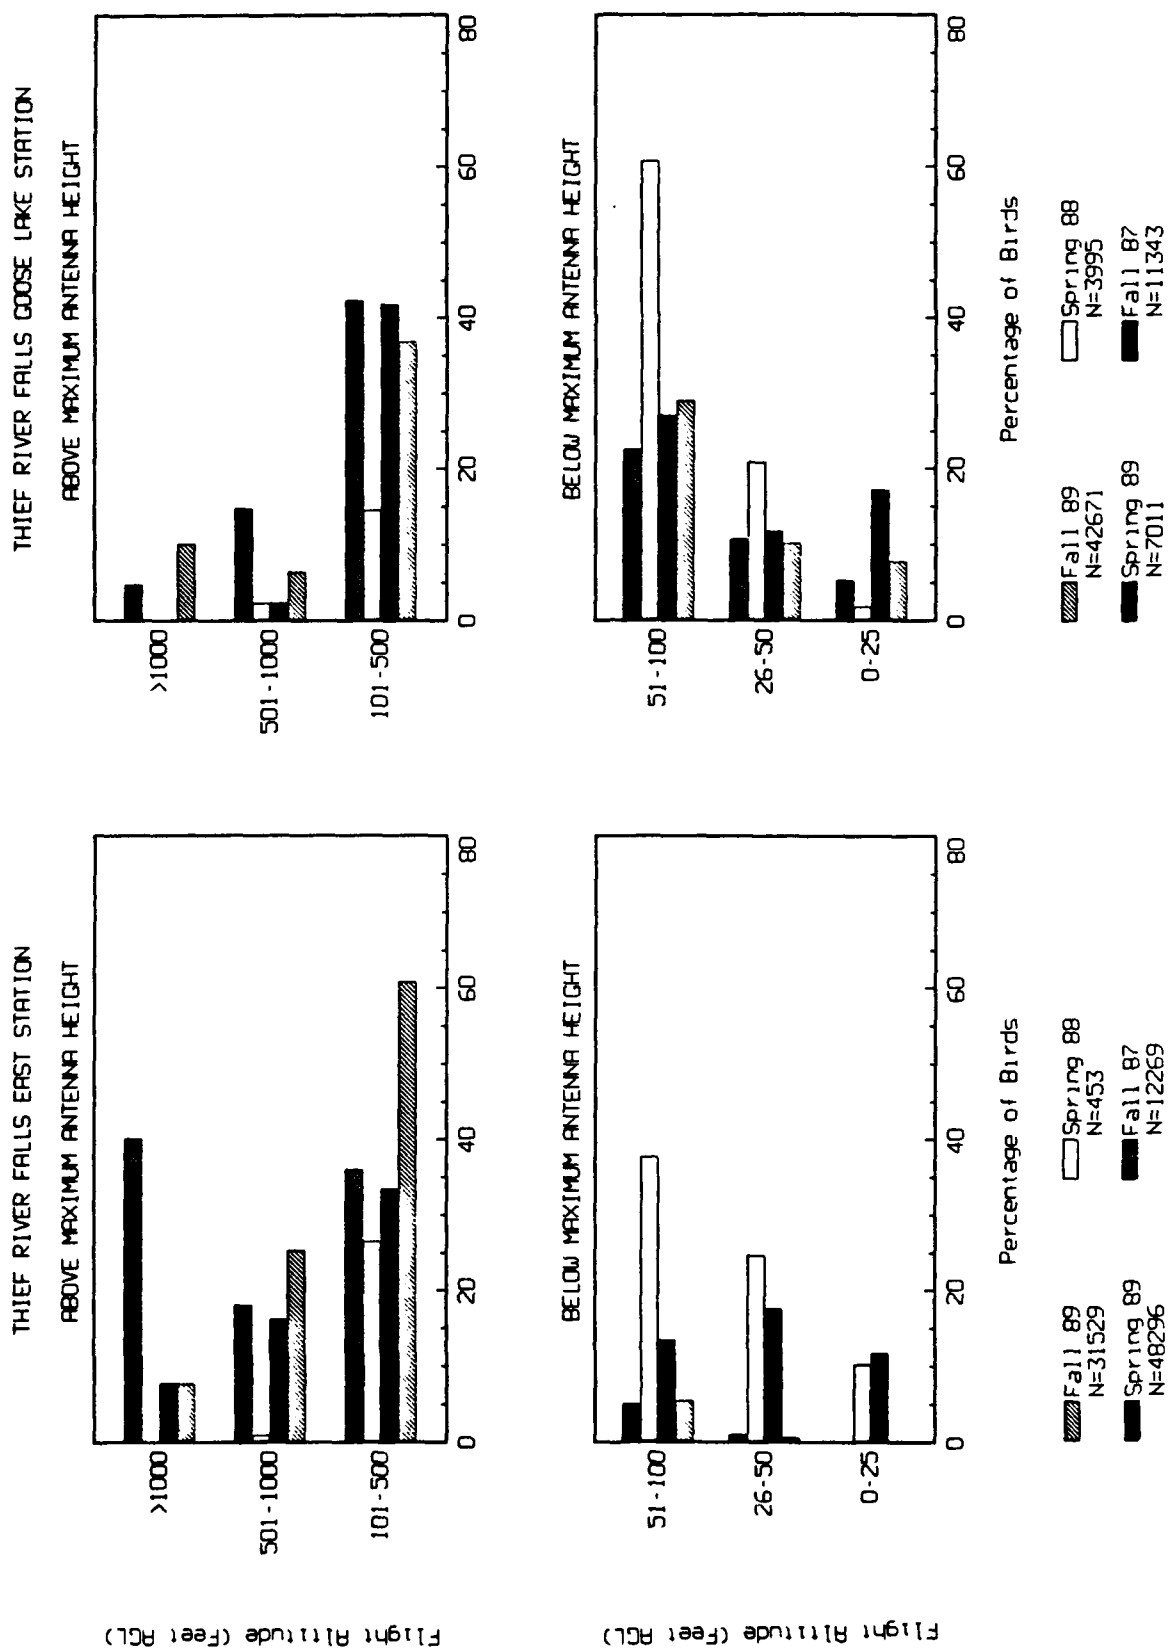 THIEF RIVER FALLS EAST STATION
ABOVE MAXIMUM ANTENNA HEIGHT
Flight Altitude (Feet AGL)
>1000
501-1000
101-500
0 20 40 60 80
BELOW MAXIMUM ANTENNA HEIGHT
Flight Altitude (Feet AGL)
51-100
26-50
0-25
0 20 40 60 80
Percentage of Birds
Fall 89
N=31529
Spring 88
N=453
Spring 89
N=48296
Fall 87
N=12269
THIEF RIVER FALLS GOOSE LAKE STATION
ABOVE MAXIMUM ANTENNA HEIGHT
>1000
501-1000
101-500
0 20 40 60 80
BELOW MAXIMUM ANTENNA HEIGHT
51-100
26-50
0-25
0 20 40 60 80
Percentage of Birds
Fall 89
N=42671
Spring 88
N=3995
Spring 89
N=7011
Fall 87
N=11343